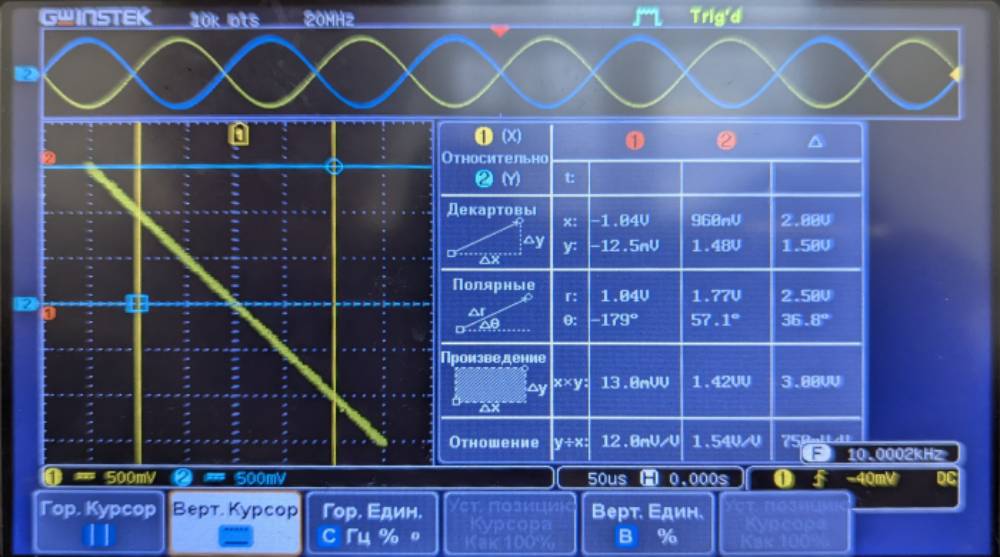 GWINSTEK 10k pts 20MHz Trig'd
2
1
2
2
1
1 (X)
Относительно
2 (Y)
1 2 Δ
t:
Декартовы
Δy
Δx
x: -1.04V 960mV 2.00V
y: -12.5mV 1.48V 1.50V
Полярные
Δr
Δθ
r: 1.04V 1.77V 2.50V
θ: -179° 57.1° 36.8°
Произведение
Δy
Δx
x×y: 13.0mVV 1.42VV 3.00VV
Отношение y÷x: 12.0mV/V 1.54V/V 750mV/V
F 10.0002kHz
1 500mV 2 500mV 50us H 0.000s 1 -40mV DC
Гор. Курсор
Верт. Курсор
Гор. Един.
C Гц % °
Уст. позицию
Курсора
Как 100%
Верт. Един.
B %
Уст. позицию
Курсора
Как 100%